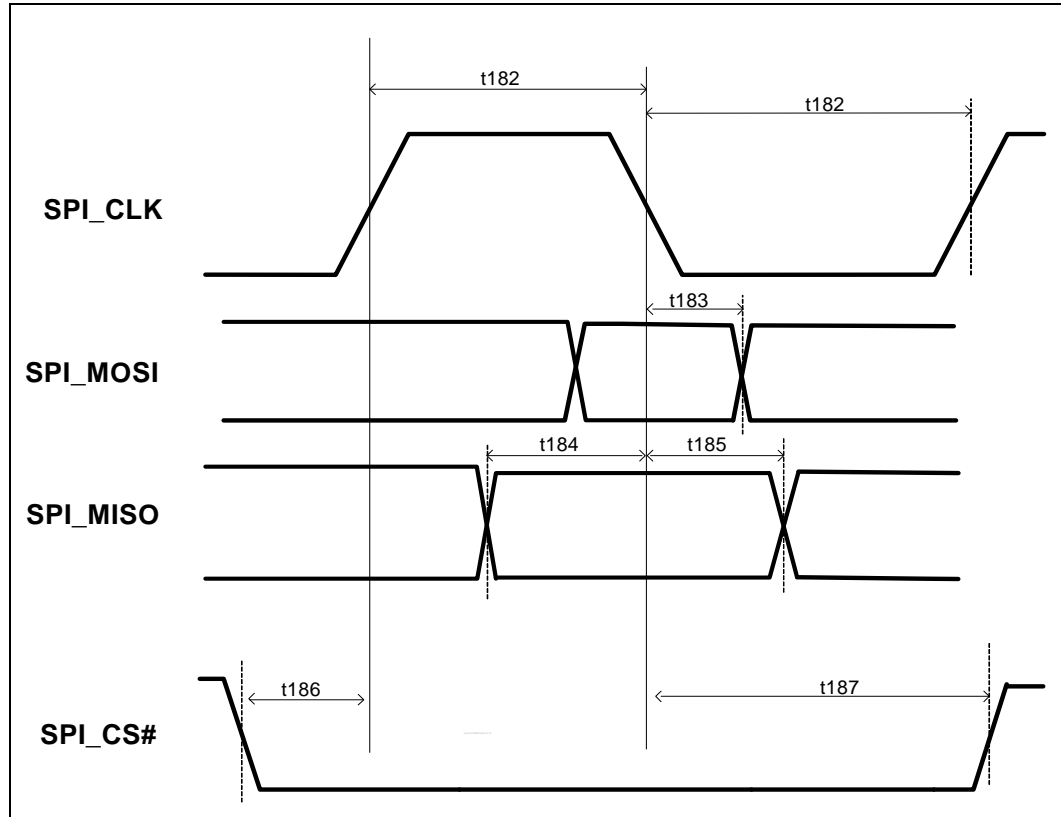 t182
t182
SPI_CLK
t183
SPI_MOSI
t184
t185
SPI_MISO
t186
t187
SPI_CS#